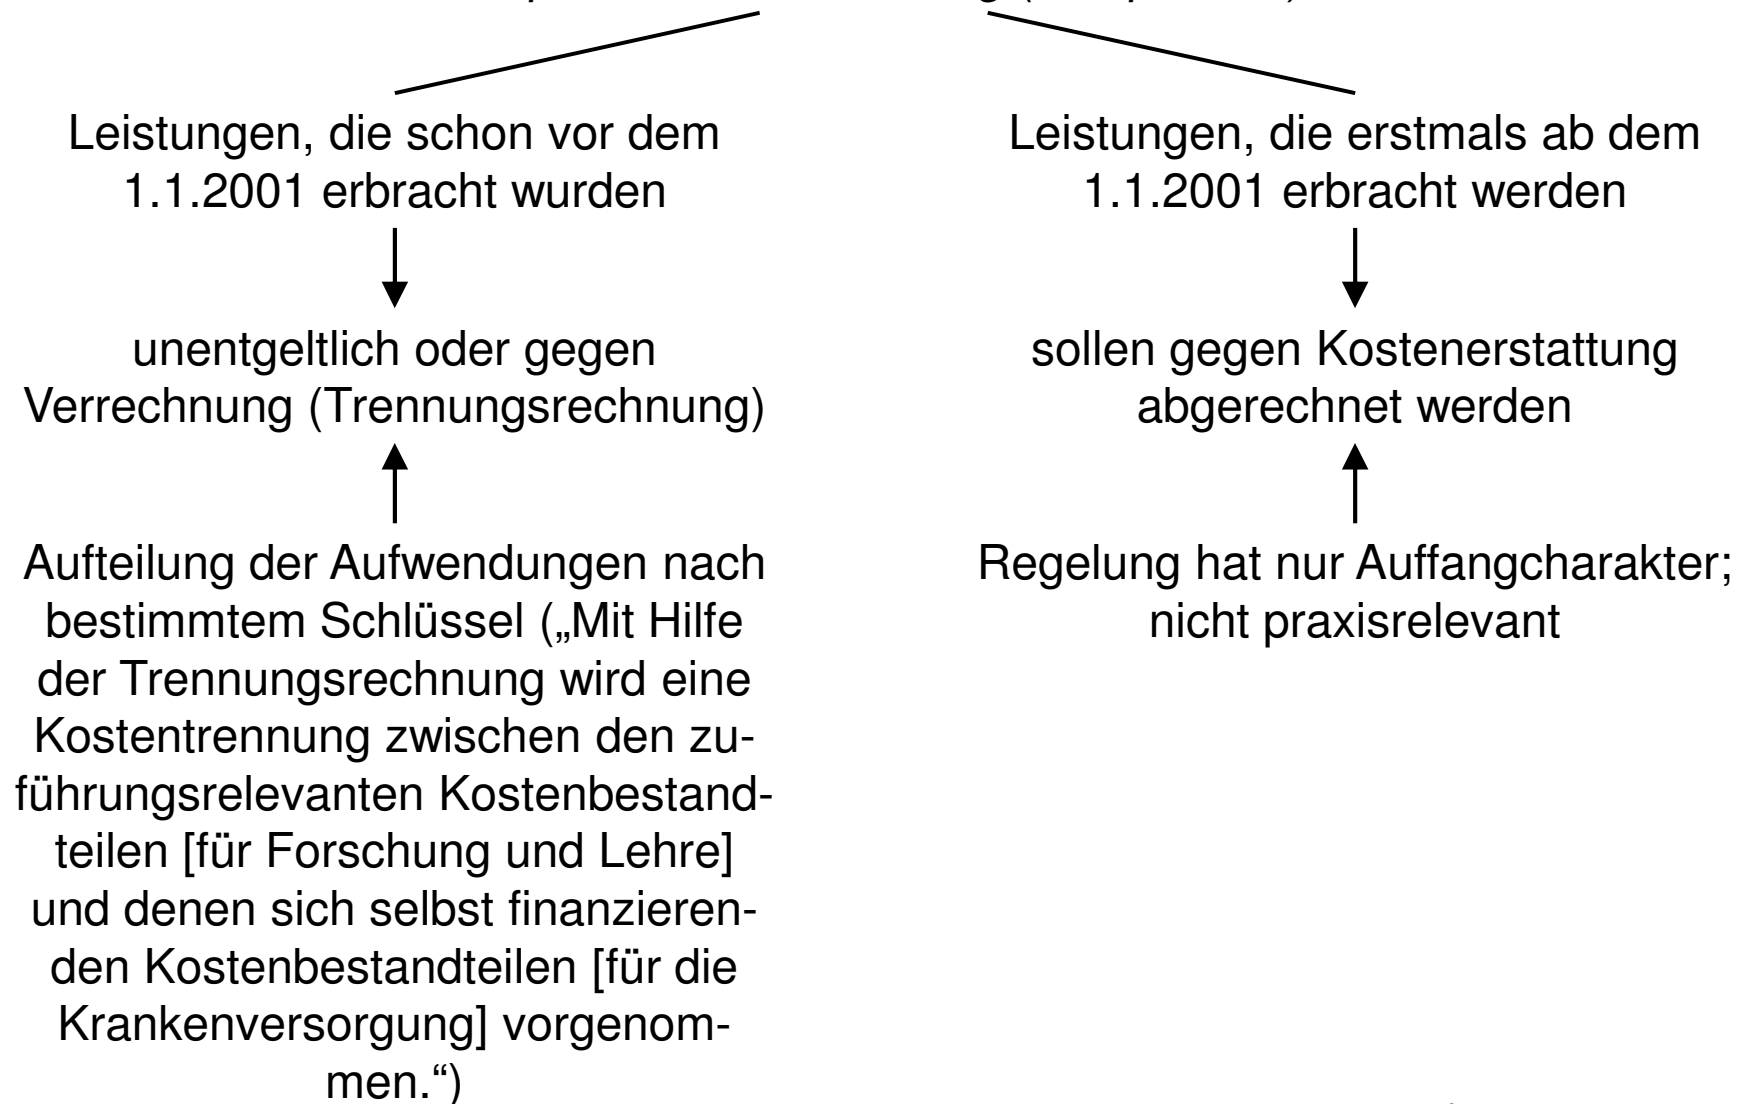 Leistungen, die schon vor dem
1.1.2001 erbracht wurden
unentgeltlich oder gegen
Verrechnung (Trennungsrechnung)
Aufteilung der Aufwendungen nach
bestimmtem Schlüssel („Mit Hilfe
der Trennungsrechnung wird eine
Kostentrennung zwischen den zu-
führungsrelevanten Kostenbestand-
teilen [für Forschung und Lehre]
und denen sich selbst finanzieren-
den Kostenbestandteilen [für die
Krankenversorgung] vorgenom-
men.“)
Leistungen, die erstmals ab dem
1.1.2001 erbracht werden
sollen gegen Kostenerstattung
abgerechnet werden
Regelung hat nur Auffangcharakter;
nicht praxisrelevant